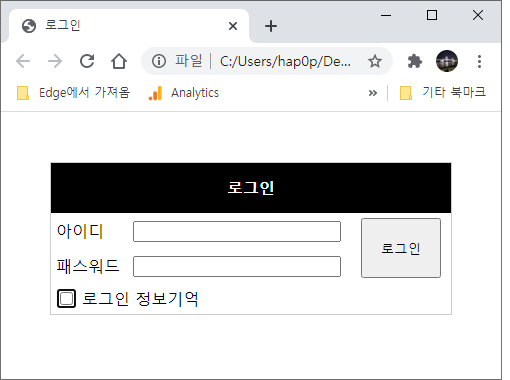 로그인
파일 | C:/Users/hap0p/De...
Edge에서 가져옴 Analytics » 기타 북마크
로그인
아이디
로그인
패스워드
로그인 정보기억